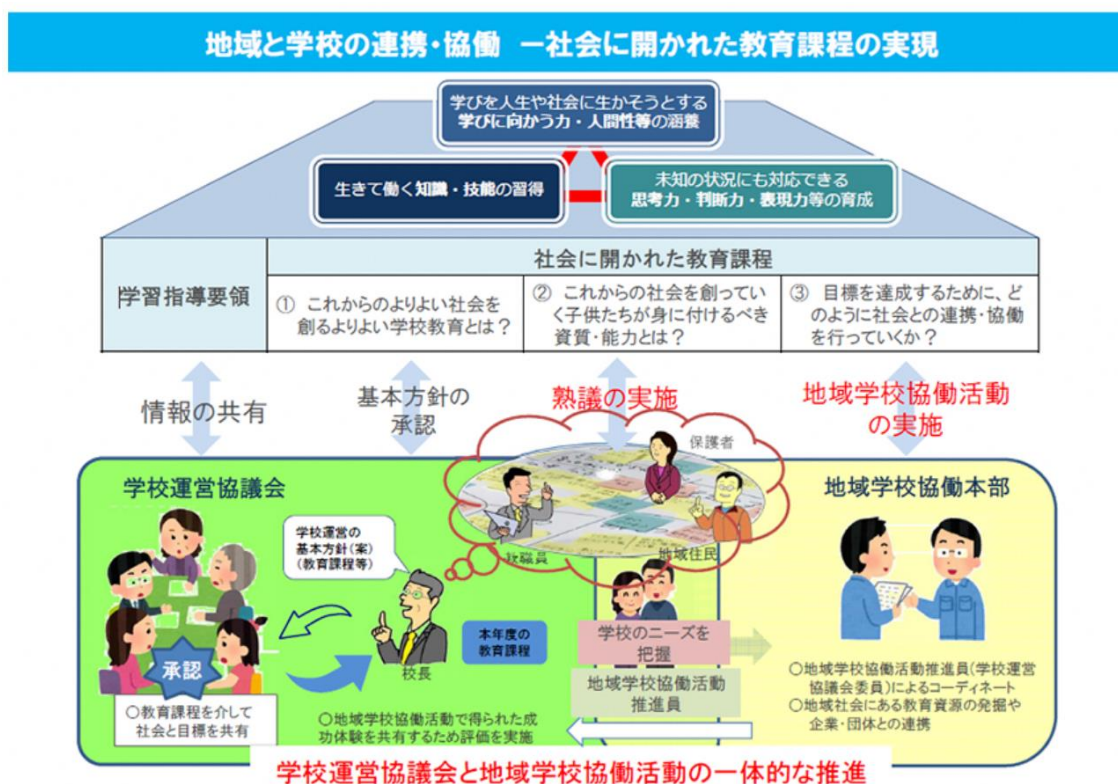 地域と学校の連携・協働　－社会に開かれた教育課程の実現
学びを人生や社会に生かそうとする
学びに向かう力・人間性等の涵養
生きて働く知識・技能の習得
未知の状況にも対応できる
思考力・判断力・表現力等の育成
学習指導要領
社会に開かれた教育課程
① これからのよりよい社会を
創るよりよい学校教育とは？
② これからの社会を創ってい
く子供たちが身に付けるべき
資質・能力とは？
③ 目標を達成するために、ど
のように社会との連携・協働
を行っていくか？
情報の共有
基本方針の
承認
熟議の実施
地域学校協働活動
の実施
学校運営協議会
学校運営の
基本方針（案）
（教育課程等）
保護者
教職員
地域住民
地域学校協働本部
校長
本年度の
教育課程
学校のニーズを
把握
地域学校協働活動
推進員
承認
○教育課程を介して
社会と目標を共有
○地域学校協働活動で得られた成
功体験を共有するため評価を実施
○地域学校協働活動推進員（学校運営
協議会委員）によるコーディネート
○地域社会にある教育資源の発掘や
企業・団体との連携
学校運営協議会と地域学校協働活動の一体的な推進